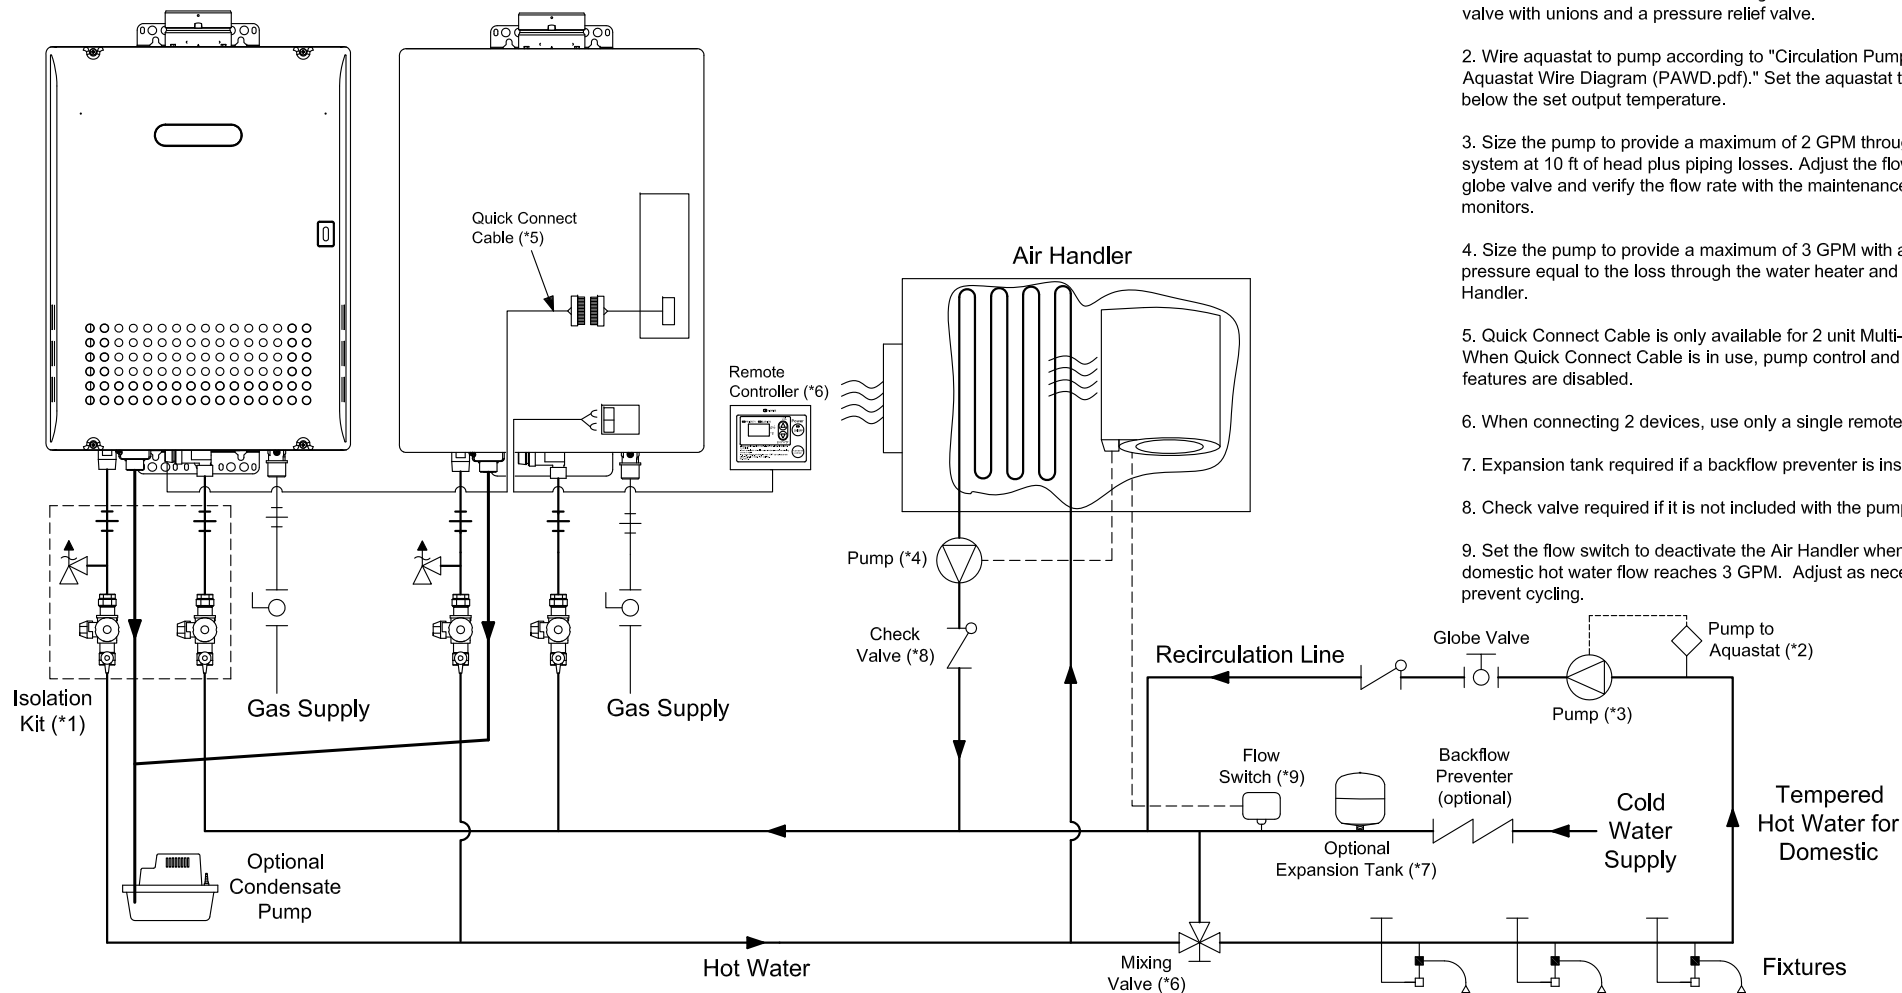 valve with unions and a pressure relief valve.
2. Wire aquastat to pump according to "Circulation Pump
Aquastat Wire Diagram (PAWD.pdf)." Set the aquastat
below the set output temperature.
3. Size the pump to provide a maximum of 2 GPM
system at 10 ft of head plus piping losses. Adjust the
globe valve and verify the flow rate with the maintenance
monitors.
4. Size the pump to provide a maximum of 3 GPM with
pressure equal to the loss through the water heater and
Handler.
5. Quick Connect Cable is only available for 2 unit Multi-
When Quick Connect Cable is in use, pump control and
features are disabled.
6. When connecting 2 devices, use only a single remote
7. Expansion tank required if a backflow preventer is
8. Check valve required if it is not included with the pump
9. Set the flow switch to deactivate the Air Handler when
domestic hot water flow reaches 3 GPM. Adjust as
prevent cycling.
Quick Connect
Cable (*5)
Air Handler
Remote
Controller (*6)
Pump (*4)
Check
Valve (*8)
Recirculation Line
Globe Valve
Pump to
Aquastat (*2)
Pump (*3)
Isolation
Kit (*1)
Gas Supply
Gas Supply
Flow
Switch (*9)
Backflow
Preventer
(optional)
Optional
Expansion Tank (*7)
Cold
Water
Supply
Tempered
Hot Water for
Domestic
Optional
Condensate
Pump
Hot Water
Mixing
Valve (*6)
Fixtures